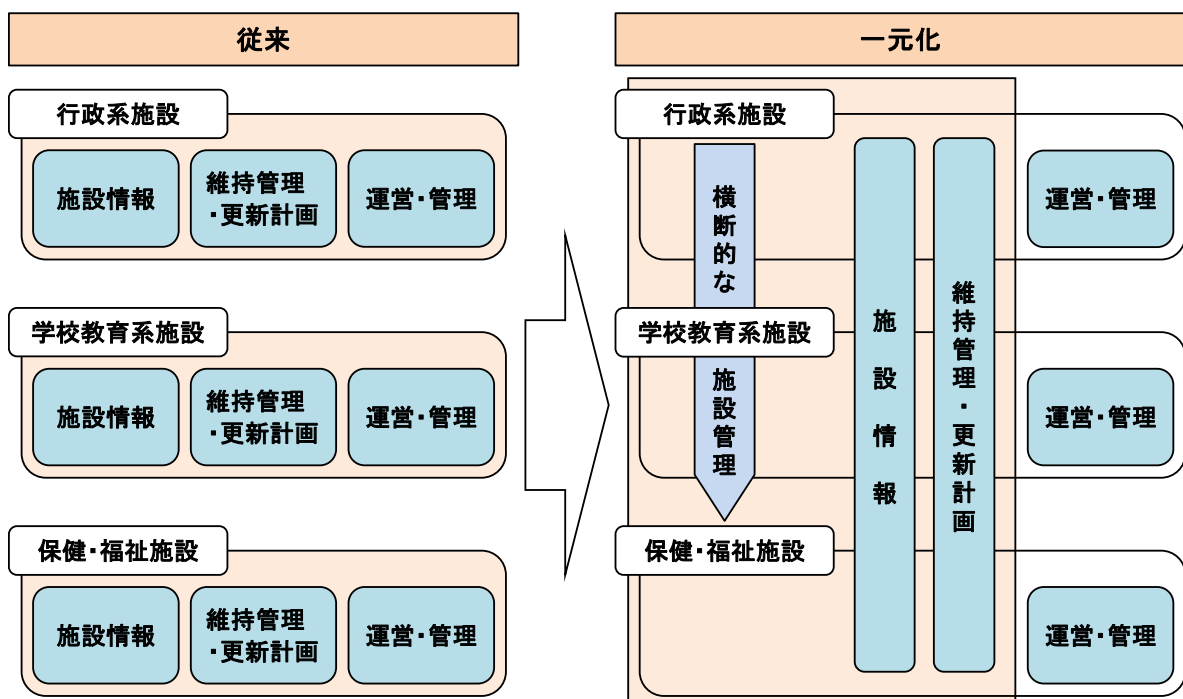 従来
行政系施設
施設情報
維持管理
・更新計画
運営・管理
学校教育系施設
施設情報
維持管理
・更新計画
運営・管理
保健・福祉施設
施設情報
維持管理
・更新計画
運営・管理
一元化
行政系施設
横断的な
施設管理
施設情報
維持管理・更新計画
運営・管理
学校教育系施設
運営・管理
保健・福祉施設
運営・管理